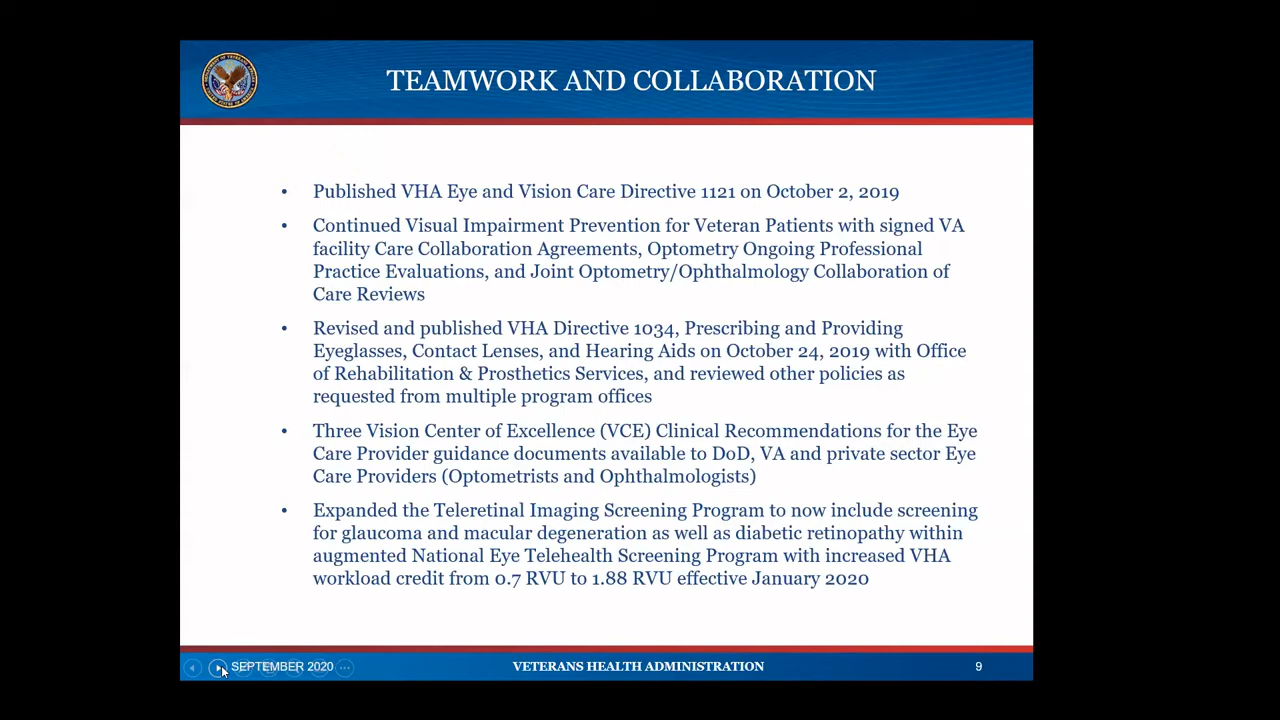 TEAMWORK AND COLLABORATION
• Published VHA Eye and Vision Care Directive 1121 on October 2, 2019
• Continued Visual Impairment Prevention for Veteran Patients with signed VA
facility Care Collaboration Agreements, Optometry Ongoing Professional
Practice Evaluations, and Joint Optometry/Ophthalmology Collaboration of
Care Reviews
• Revised and published VHA Directive 1034, Prescribing and Providing
Eyeglasses, Contact Lenses, and Hearing Aids on October 24, 2019 with Office
of Rehabilitation & Prosthetics Services, and reviewed other policies as
requested from multiple program offices
• Three Vision Center of Excellence (VCE) Clinical Recommendations for the Eye
Care Provider guidance documents available to DoD, VA and private sector Eye
Care Providers (Optometrists and Ophthalmologists)
• Expanded the Teleretinal Imaging Screening Program to now include screening
for glaucoma and macular degeneration as well as diabetic retinopathy within
augmented National Eye Telehealth Screening Program with increased VHA
workload credit from 0.7 RVU to 1.88 RVU effective January 2020
SEPTEMBER 2020
VETERANS HEALTH ADMINISTRATION
9